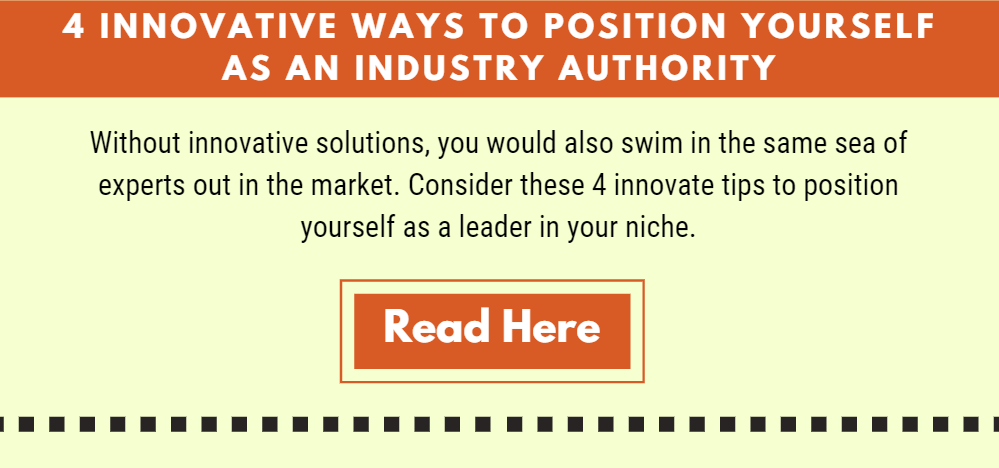 4 INNOVATIVE WAYS TO POSITION YOURSELF
AS AN INDUSTRY AUTHORITY
Without innovative solutions, you would also swim in the same sea of
experts out in the market. Consider these 4 innovate tips to position
yourself as a leader in your niche.
Read Here